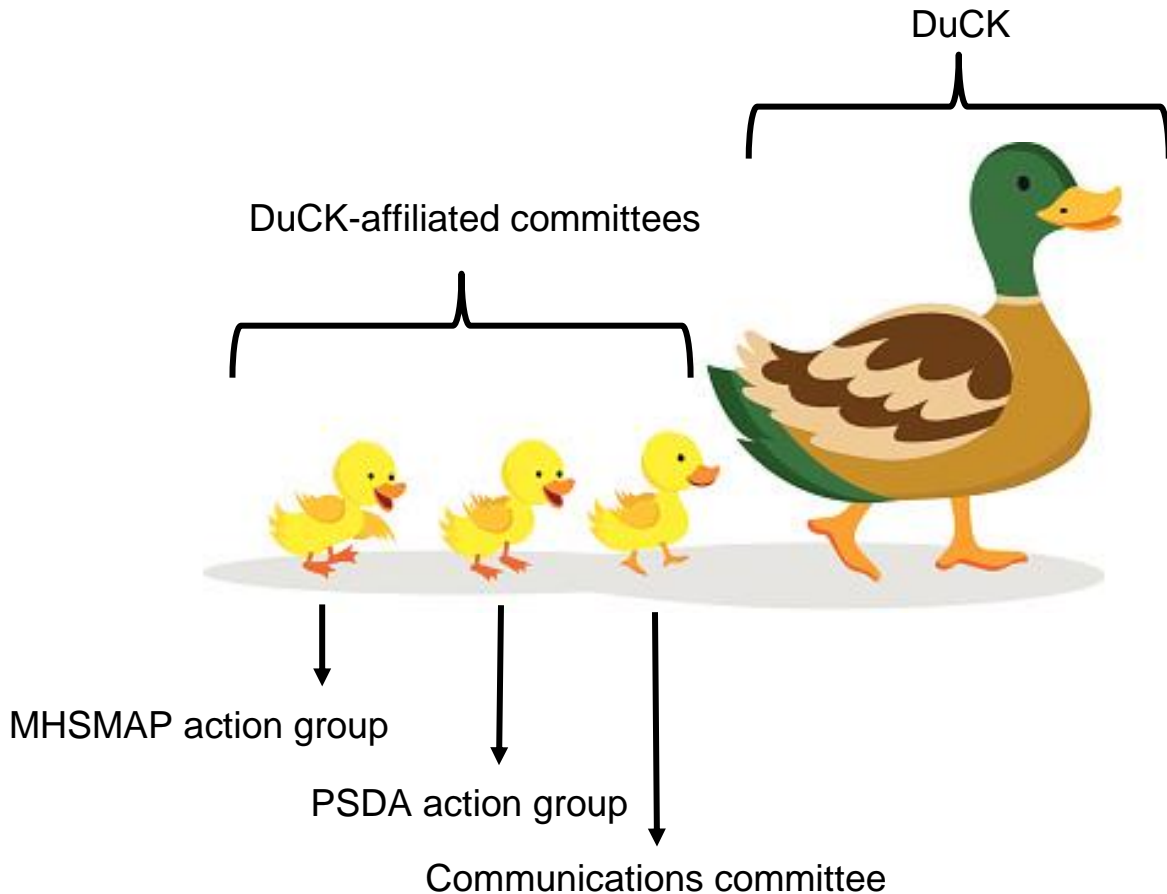 DuCK
DuCK-affiliated committees
MHSMAP action group
PSDA action group
Communications committee